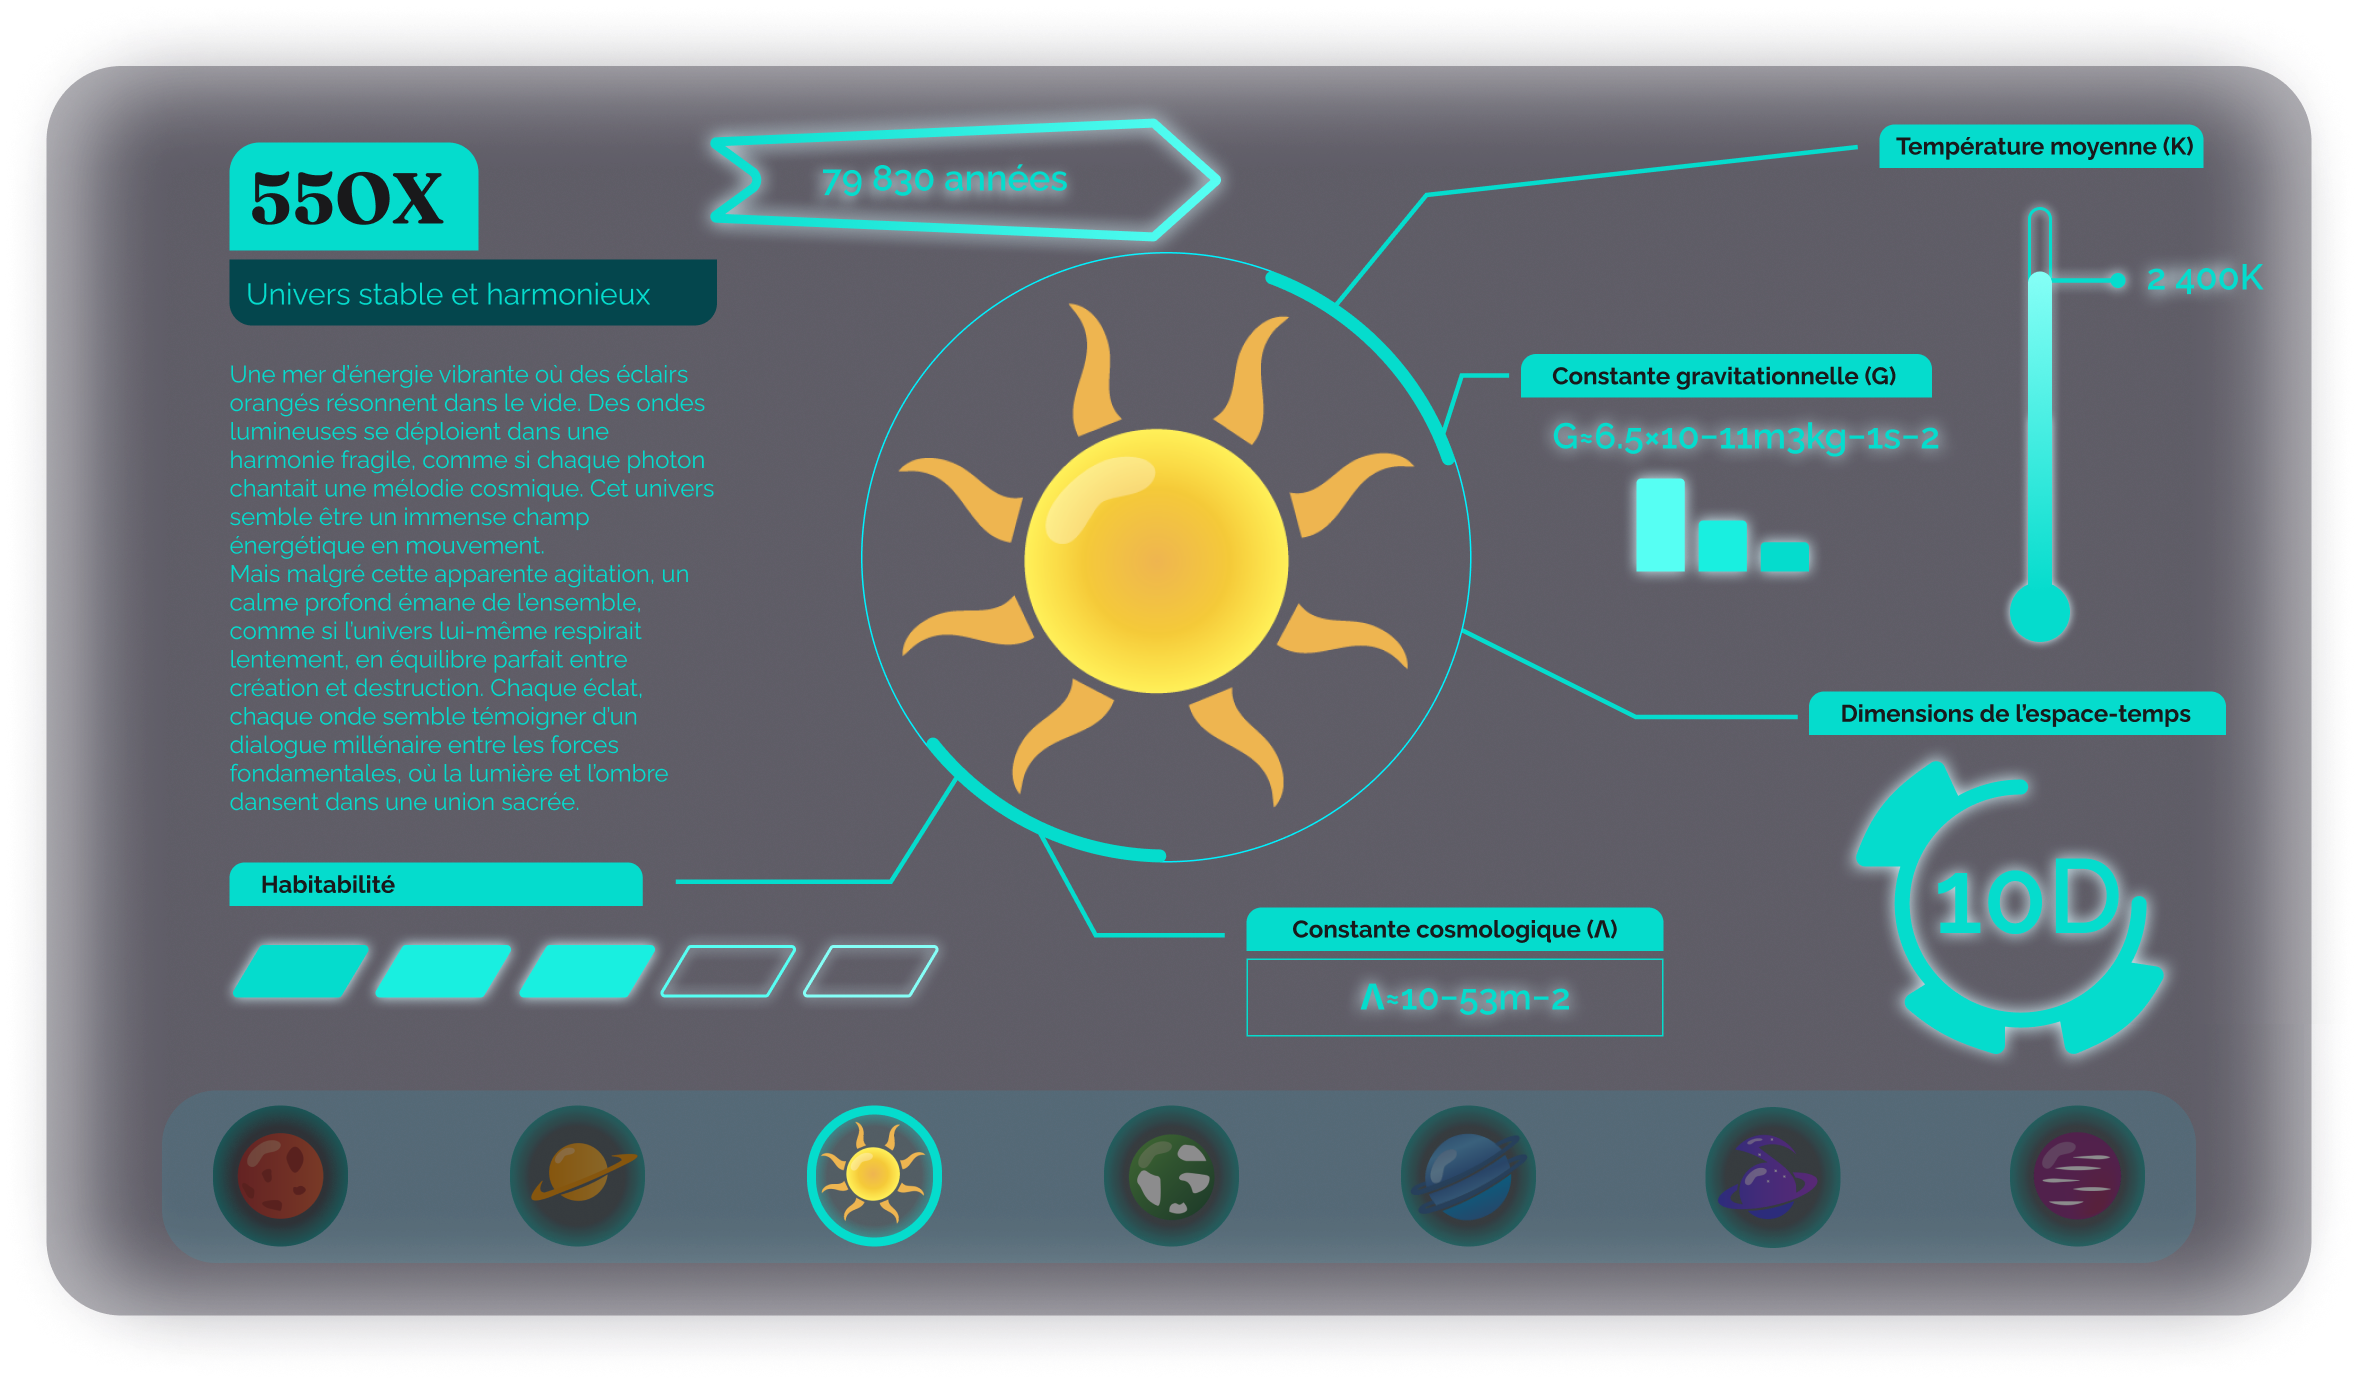 550X
Univers stable et harmonieux
79 830 années
Une mer d'énergie vibrante où des éclairs
orangés résonnent dans le vide. Des ondes
lumineuses se déploient dans une
harmonie fragile, comme si chaque photon
chantait une mélodie cosmique. Cet univers
semble être un immense champ
énergétique en mouvement.
Mais malgré cette apparente agitation, un
calme profond émane de l'ensemble,
comme si l'univers lui-même respirait
lentement, en équilibre parfait entre
création et destruction. Chaque éclat,
chaque onde semble témoigner d'un
dialogue millénaire entre les forces
fondamentales, où la lumière et l'ombre
dansent dans une union sacrée.
Habitabilité
Température moyenne (K)
2 400K
Constante gravitationnelle (G)
G≈6.5×10−11m3kg−1s−2
Dimensions de l'espace-temps
10D
Constante cosmologique (Λ)
Λ≈10−53m−2